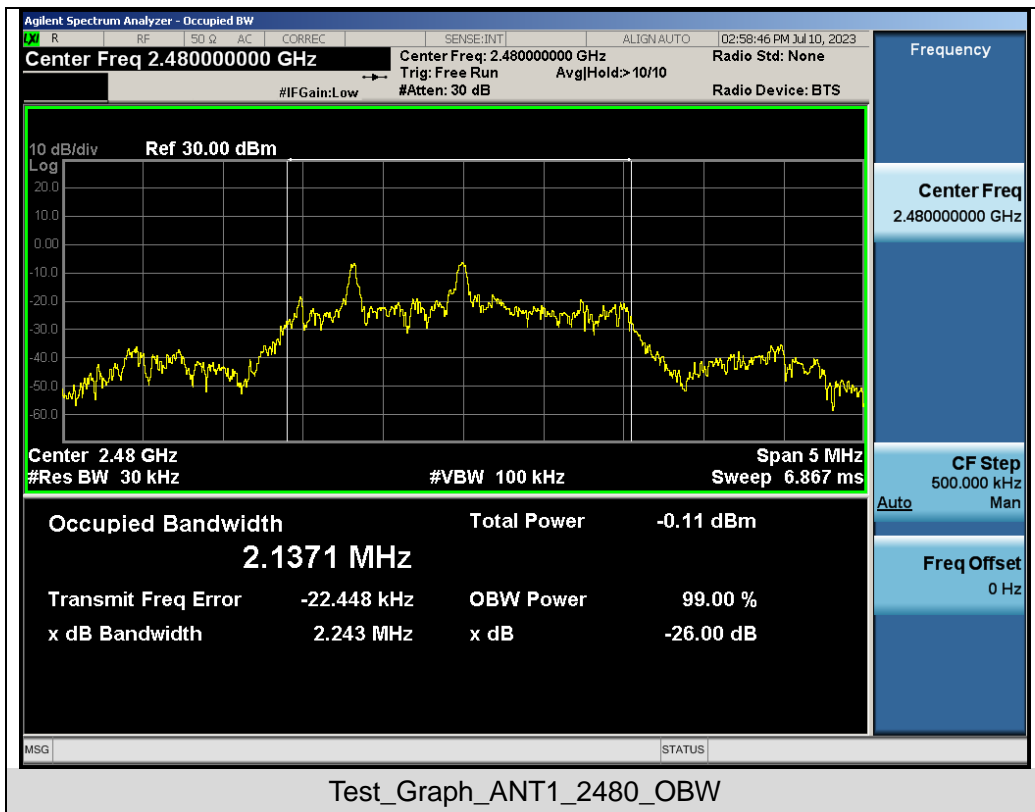 Agilent Spectrum Analyzer - Occupied BW
LXI R RF 50 Ω AC CORREC SENSE:INT ALIGN AUTO 02:58:46 PM Jul 10, 2023
Center Freq 2.480000000 GHz
Center Freq: 2.480000000 GHz
Radio Std: None
Trig: Free Run Avg|Hold:> 10/10
#IFGain:Low
#Atten: 30 dB
Radio Device: BTS
10 dB/div Ref 30.00 dBm
Log
20.0
10.0
0.00
-10.0
-20.0
-30.0
-40.0
-50.0
-60.0
Center 2.48 GHz
Span 5 MHz
#Res BW 30 kHz
#VBW 100 kHz
Sweep 6.867 ms
Occupied Bandwidth
2.1371 MHz
Total Power -0.11 dBm
Transmit Freq Error -22.448 kHz
OBW Power 99.00 %
x dB Bandwidth 2.243 MHz
x dB -26.00 dB
Frequency
Center Freq
2.480000000 GHz
CF Step
500.000 kHz
Auto Man
Freq Offset
0 Hz
MSG
STATUS
Test_Graph_ANT1_2480_OBW